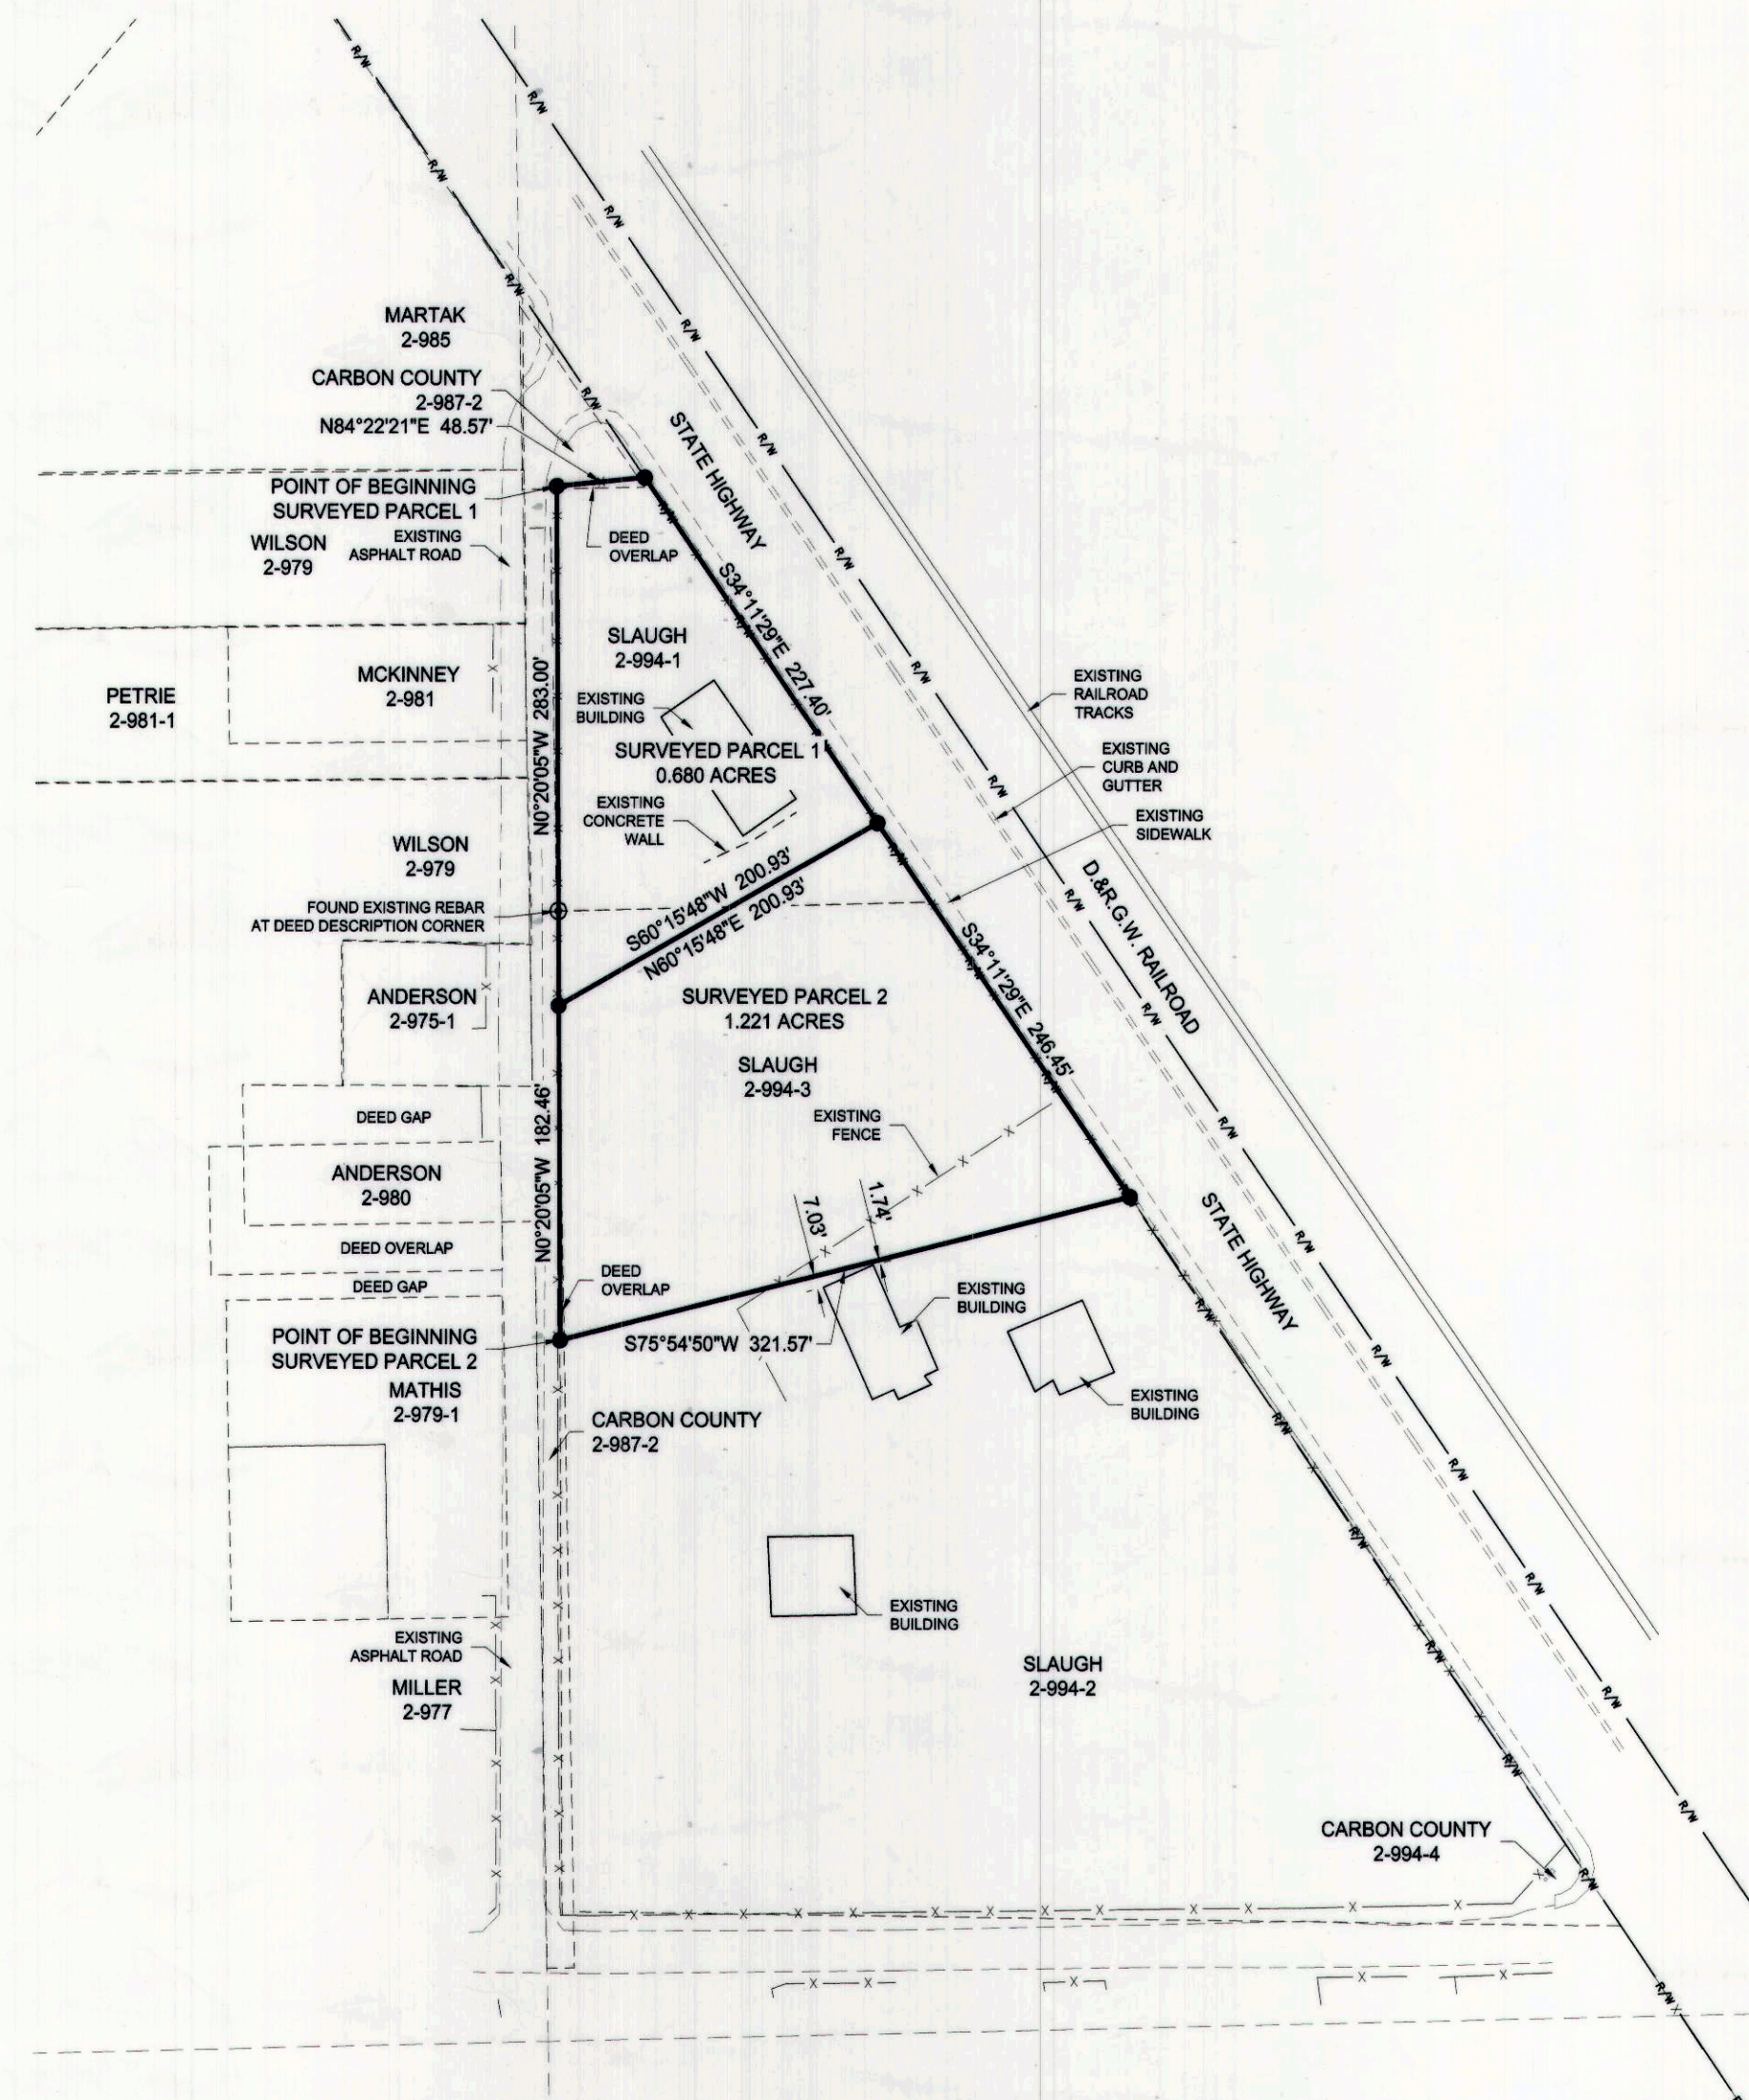 R/W
R/W
R/W
R/W
R/W
R/W
R/W
R/W
MARTAK
2-985
CARBON COUNTY
2-987-2
N84°22'21"E 48.57'
STATE HIGHWAY
POINT OF BEGINNING
SURVEYED PARCEL 1
R/W
EXISTING
ASPHALT ROAD
WILSON
2-979
DEED
OVERLAP
R/W
S34°11'29"E 227.40'
SLAUGH
2-994-1
R/W
R/W
MCKINNEY
2-981
PETRIE
2-981-1
N0°20'05"W 283.00'
EXISTING
BUILDING
EXISTING
RAILROAD
TRACKS
SURVEYED PARCEL 1
0.680 ACRES
EXISTING
CURB AND
GUTTER
R/W
EXISTING
CONCRETE
WALL
EXISTING
SIDEWALK
WILSON
2-979
R/W
R/W
D.&R.G.W. RAILROAD
S60°15'48"W 200.93'
N60°15'48"E 200.93'
FOUND EXISTING REBAR
AT DEED DESCRIPTION CORNER
S34°11'29"E 246.45'
R/W
R/W
ANDERSON
2-975-1
SURVEYED PARCEL 2
1.221 ACRES
SLAUGH
2-994-3
R/W
DEED GAP
N0°20'05"W 182.46'
EXISTING
FENCE
R/W
ANDERSON
2-980
7.03'
1.74'
STATE HIGHWAY
R/W
DEED OVERLAP
DEED GAP
DEED
OVERLAP
EXISTING
BUILDING
R/W
POINT OF BEGINNING
SURVEYED PARCEL 2
S75°54'50"W 321.57'
R/W
MATHIS
2-979-1
EXISTING
BUILDING
CARBON COUNTY
2-987-2
R/W
R/W
R/W
R/W
EXISTING
BUILDING
EXISTING
ASPHALT ROAD
R/W
SLAUGH
2-994-2
MILLER
2-977
R/W
R/W
R/W
CARBON COUNTY
2-994-4
R/W
R/W